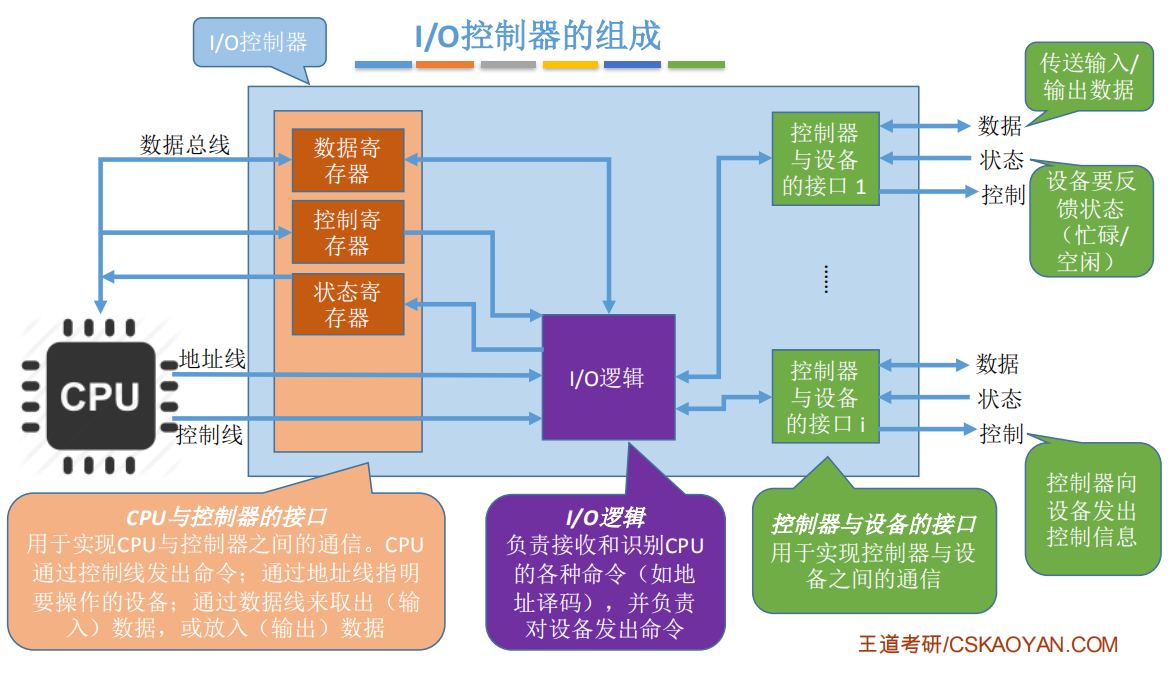 I/O控制器的组成
I/O控制器
传送输入/
输出数据
数据总线
数据寄
存器
控制寄
存器
状态寄
存器
控制器
与设备
的接口 1
数据
状态
控制
设备要反
馈状态
（忙碌/
空闲）
......
CPU
地址线
控制线
I/O逻辑
控制器
与设备
的接口 i
数据
状态
控制
控制器向
设备发出
控制信息
CPU与控制器的接口
用于实现CPU与控制器之间的通信。CPU
通过控制线发出命令；通过地址线指明
要操作的设备；通过数据线来取出（输
入）数据，或放入（输出）数据
I/O逻辑
负责接收和识别CPU
的各种命令（如地
址译码），并负责
对设备发出命令
控制器与设备的接口
用于实现控制器与设
备之间的通信
王道考研/CSKAOYAN.COM